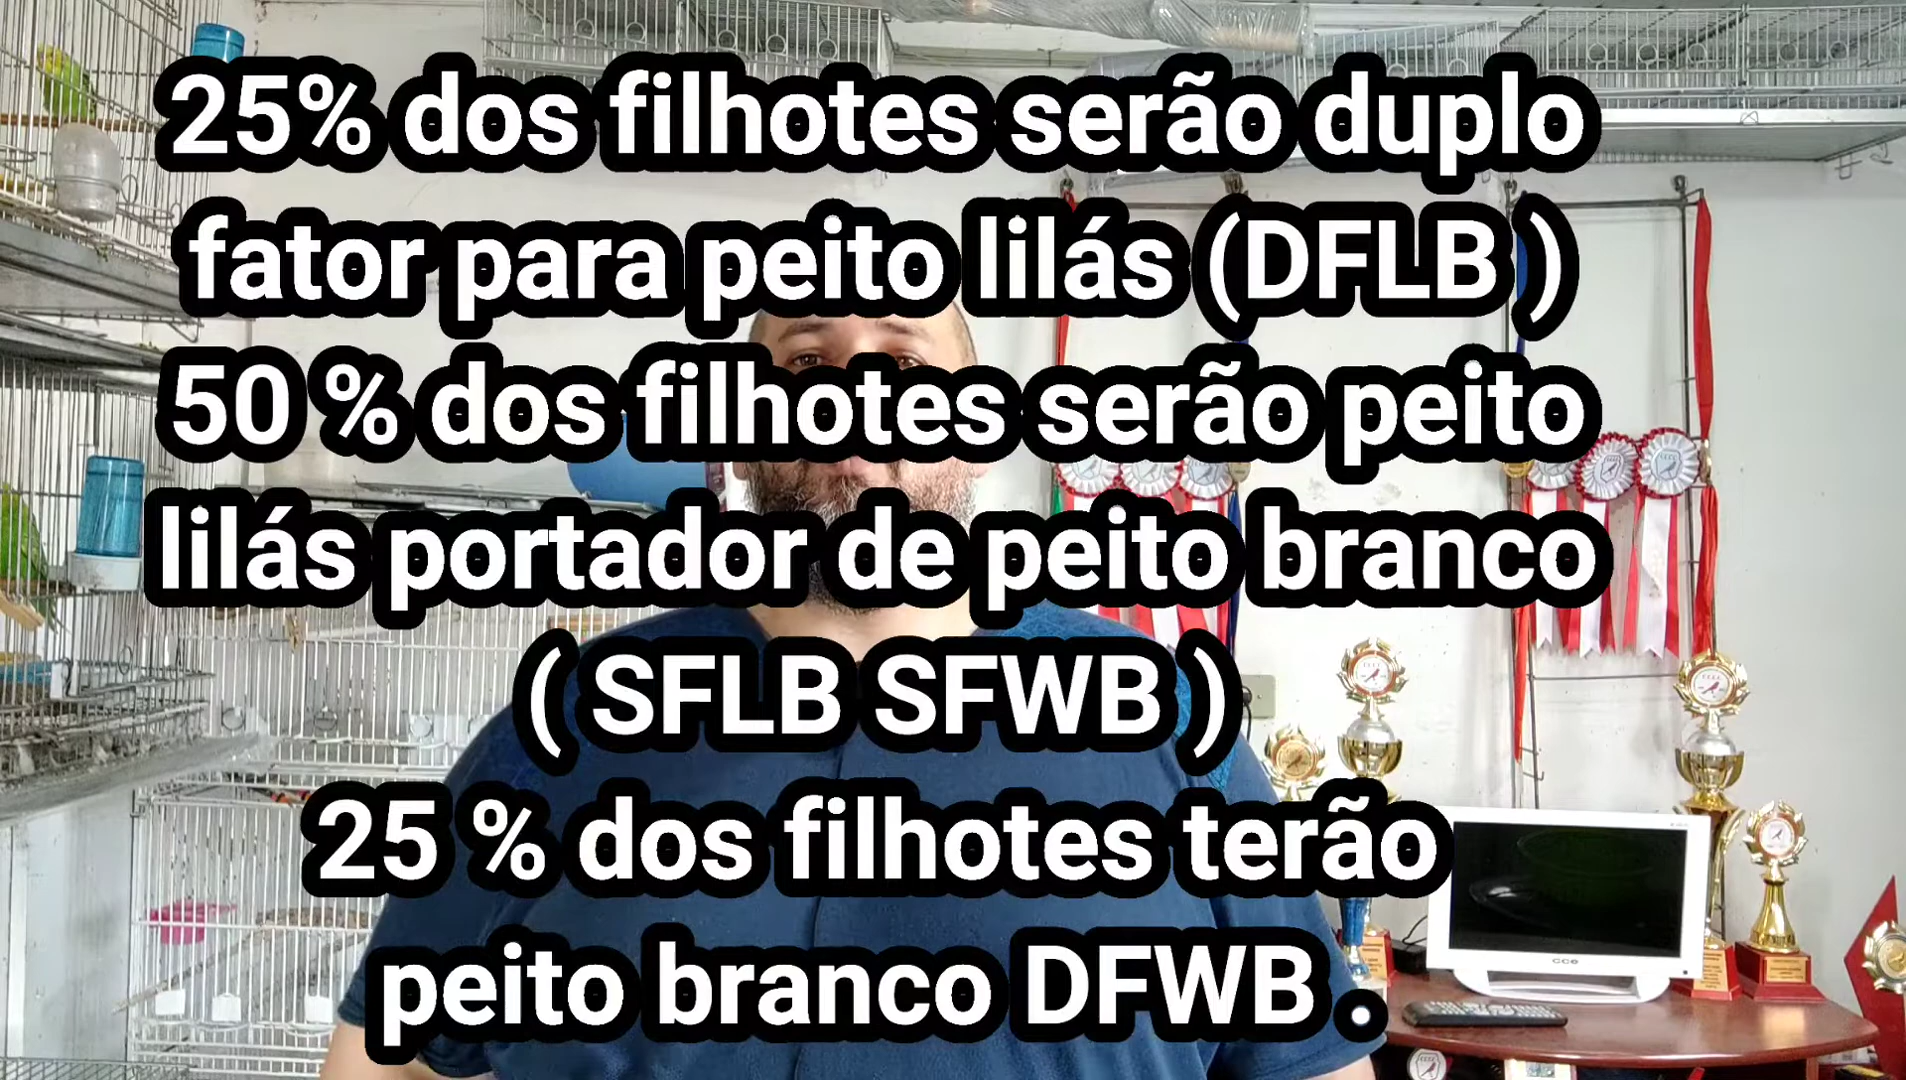 25% dos filhotes serão duplo
fator para peito lilás (DFLB )
50 % dos filhotes serão peito
lilás portador de peito branco
( SFLB SFWB )
25 % dos filhotes terão
peito branco DFWB .
CCE